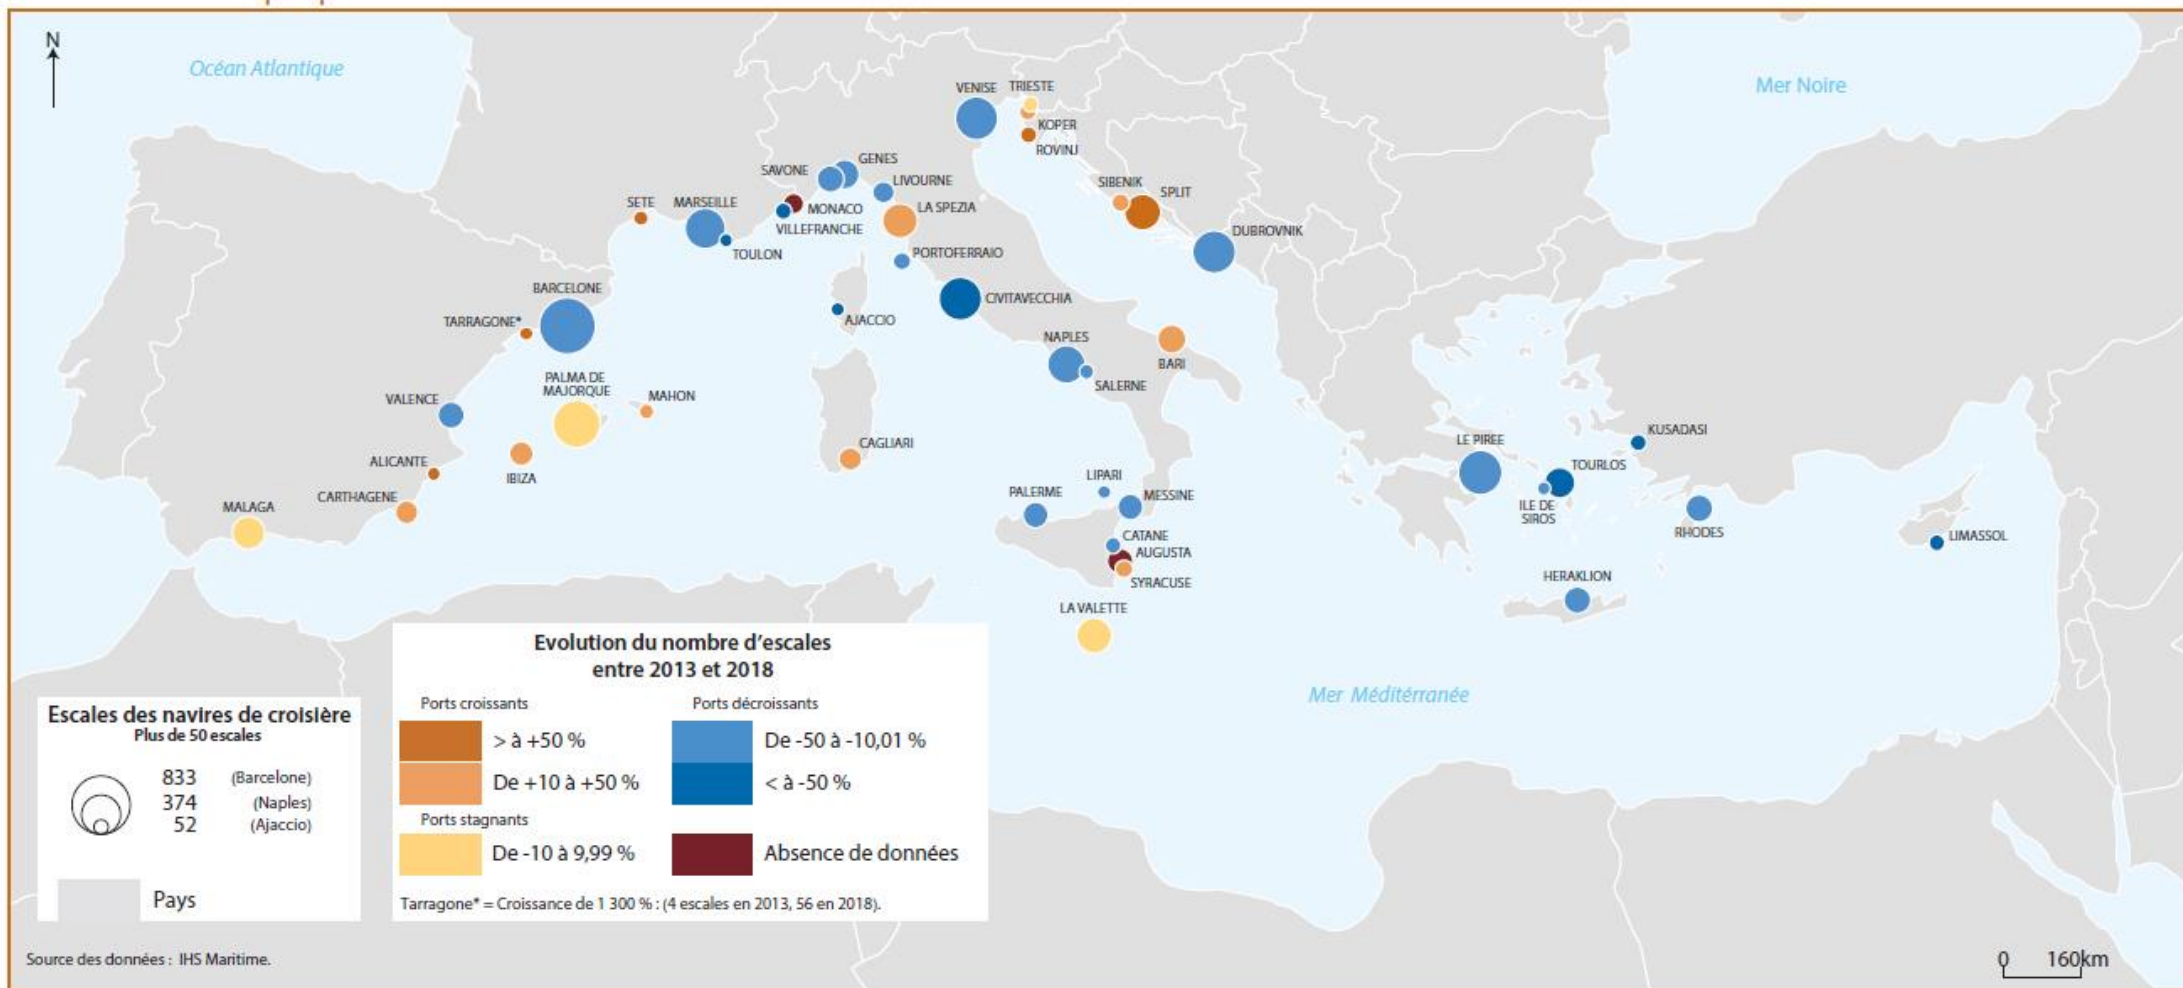 N
Océan Atlantique
Mer Noire
VENISE
TRIESTE
KOPER
ROVINJ
GENES
SAVONE
LIVOURNE
SIBENIK
SPLIT
SETE
MARSEILLE
MONACO
LA SPEZIA
VILLEFRANCHE
DUBROVNIK
TOULON
PORTOFERRAIO
BARCELONE
CIVITAVECCHIA
TARRAGONE*
AJACCIO
NAPLES
BARI
PALMA DE
MAJORQUE
SALERNE
VALENCE
MAHON
KUSADASI
CAGLIARI
LE PIREE
ALICANTE
IBIZA
TOURLOS
LIPARI
CARTHAGENE
PALERME
MESSINE
MALAGA
ILE DE
SIROS
RHODES
CATANE
LIMASSOL
AUGUSTA
SYRACUSE
HERAKLION
LA VALETTE
Mer Méditérranée
Evolution du nombre d’escales
entre 2013 et 2018
Ports croissants
Ports décroissants
> à +50 %
De -50 à -10,01 %
De +10 à +50 %
< à -50 %
Ports stagnants
De -10 à 9,99 %
Absence de données
Tarragone* = Croissance de 1 300 % : (4 escales en 2013, 56 en 2018).
Escales des navires de croisière
Plus de 50 escales
833 (Barcelone)
374 (Naples)
52 (Ajaccio)
Pays
Source des données : IHS Maritime.
0 160km